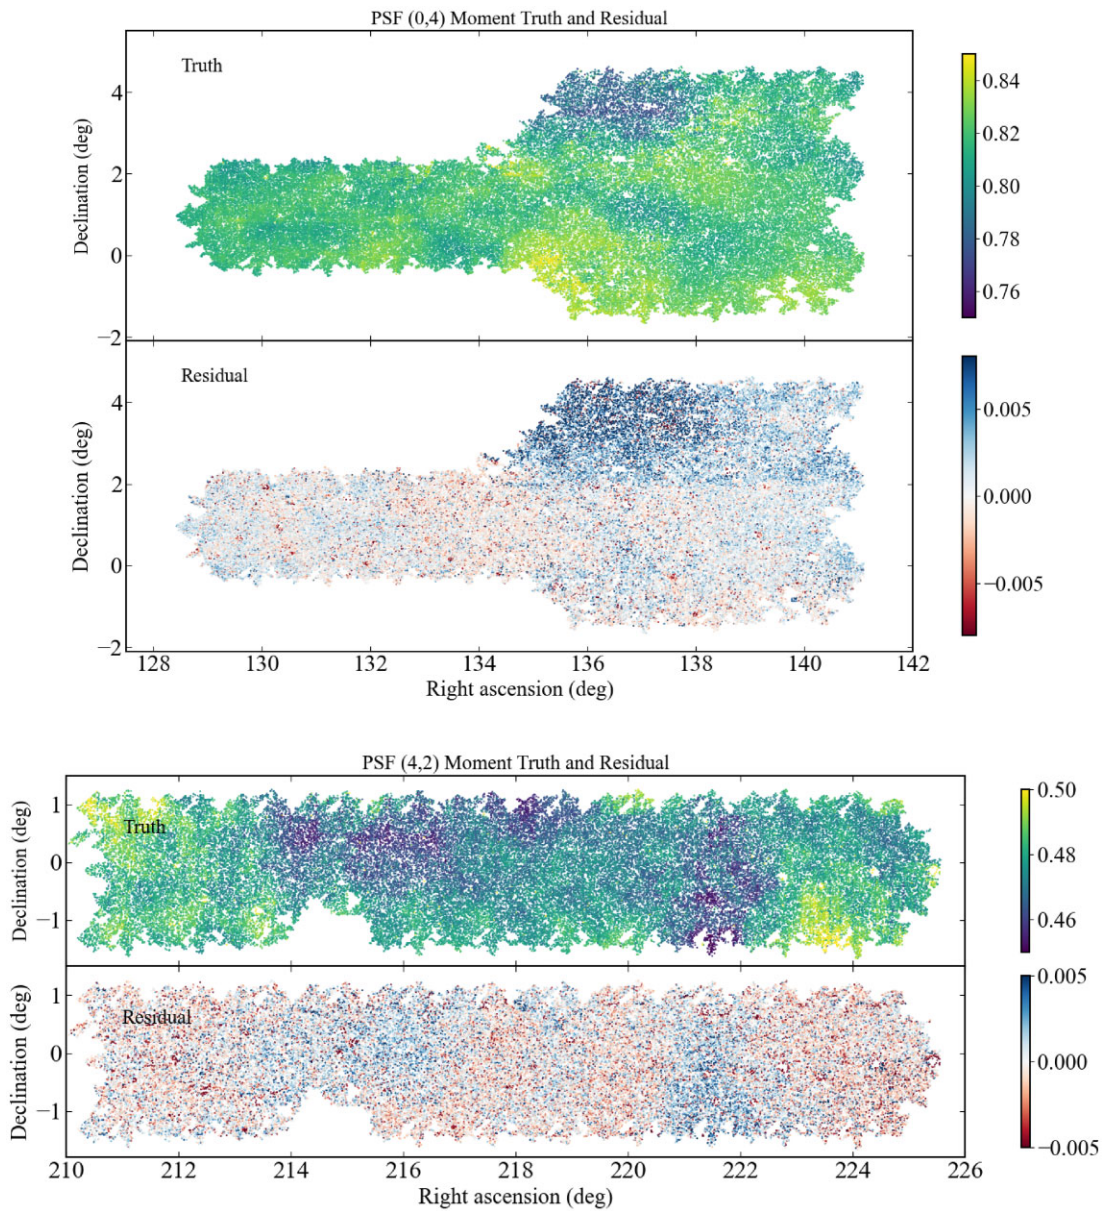 PSF (0,4) Moment Truth and Residual
Truth
Declination (deg)
4
2
0
−2
0.84
0.82
0.80
0.78
0.76
Residual
Declination (deg)
4
2
0
−2
0.005
0.000
−0.005
128 130 132 134 136 138 140 142
Right ascension (deg)
PSF (4,2) Moment Truth and Residual
Truth
Declination (deg)
1
0
−1
0.50
0.48
0.46
Residual
Declination (deg)
1
0
−1
0.005
0.000
−0.005
210 212 214 216 218 220 222 224 226
Right ascension (deg)